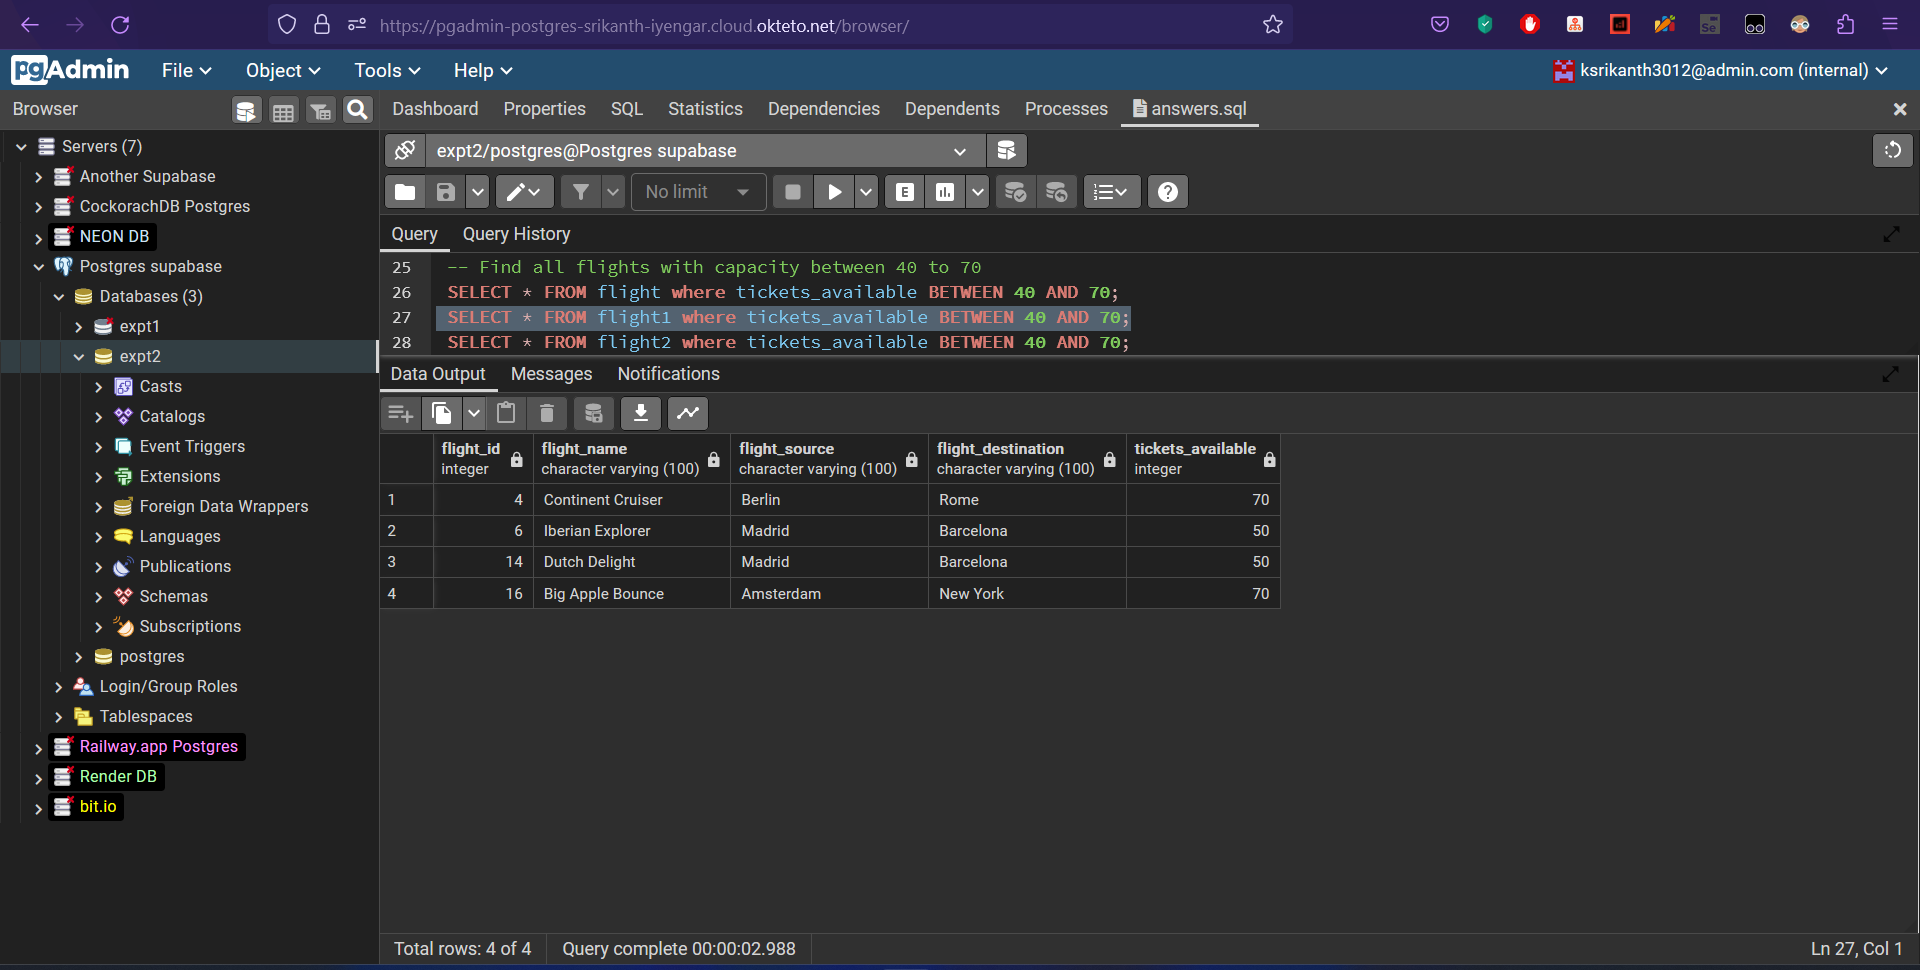 https://pgadmin-postgres-srikanth-iyengar.cloud.okteto.net/browser/
pgAdmin File Object Tools Help ksrikanth3012@admin.com (internal)
Browser Dashboard Properties SQL Statistics Dependencies Dependents Processes answers.sql
Servers (7)
Another Supabase
CockorachDB Postgres
NEON DB
Postgres supabase
Databases (3)
expt1
expt2
Casts
Catalogs
Event Triggers
Extensions
Foreign Data Wrappers
Languages
Publications
Schemas
Subscriptions
postgres
Login/Group Roles
Tablespaces
Railway.app Postgres
Render DB
bit.io
expt2/postgres@Postgres supabase
No limit E
Query Query History
25 -- Find all flights with capacity between 40 to 70
26 SELECT * FROM flight where tickets_available BETWEEN 40 AND 70;
27 SELECT * FROM flight1 where tickets_available BETWEEN 40 AND 70;
28 SELECT * FROM flight2 where tickets_available BETWEEN 40 AND 70;
Data Output Messages Notifications
flight_id flight_name flight_source flight_destination tickets_available
integer character varying (100) character varying (100) character varying (100) integer
1 4 Continent Cruiser Berlin Rome 70
2 6 Iberian Explorer Madrid Barcelona 50
3 14 Dutch Delight Madrid Barcelona 50
4 16 Big Apple Bounce Amsterdam New York 70
Total rows: 4 of 4 Query complete 00:00:02.988 Ln 27, Col 1